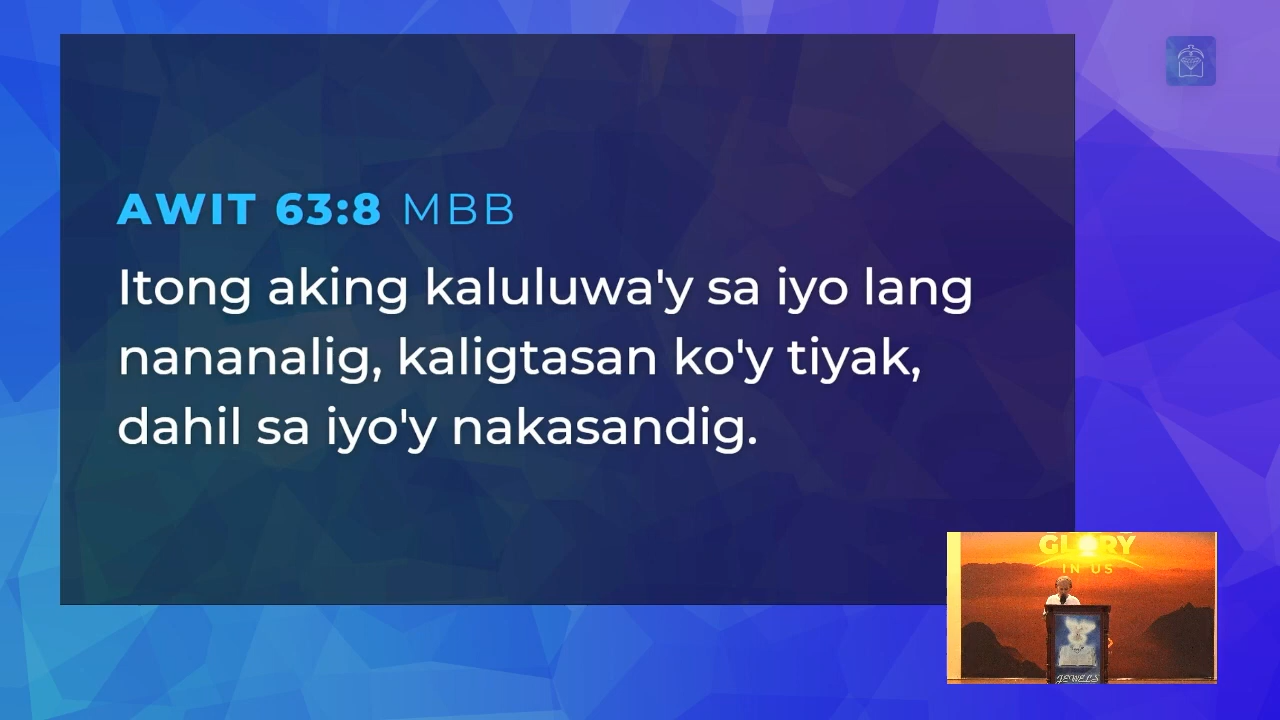 AWIT 63:8 MBB
Itong aking kaluluwa'y sa iyo lang
nananalig, kaligtasan ko'y tiyak,
dahil sa iyo'y nakasandig.
GLORY
IN US
JEWELS